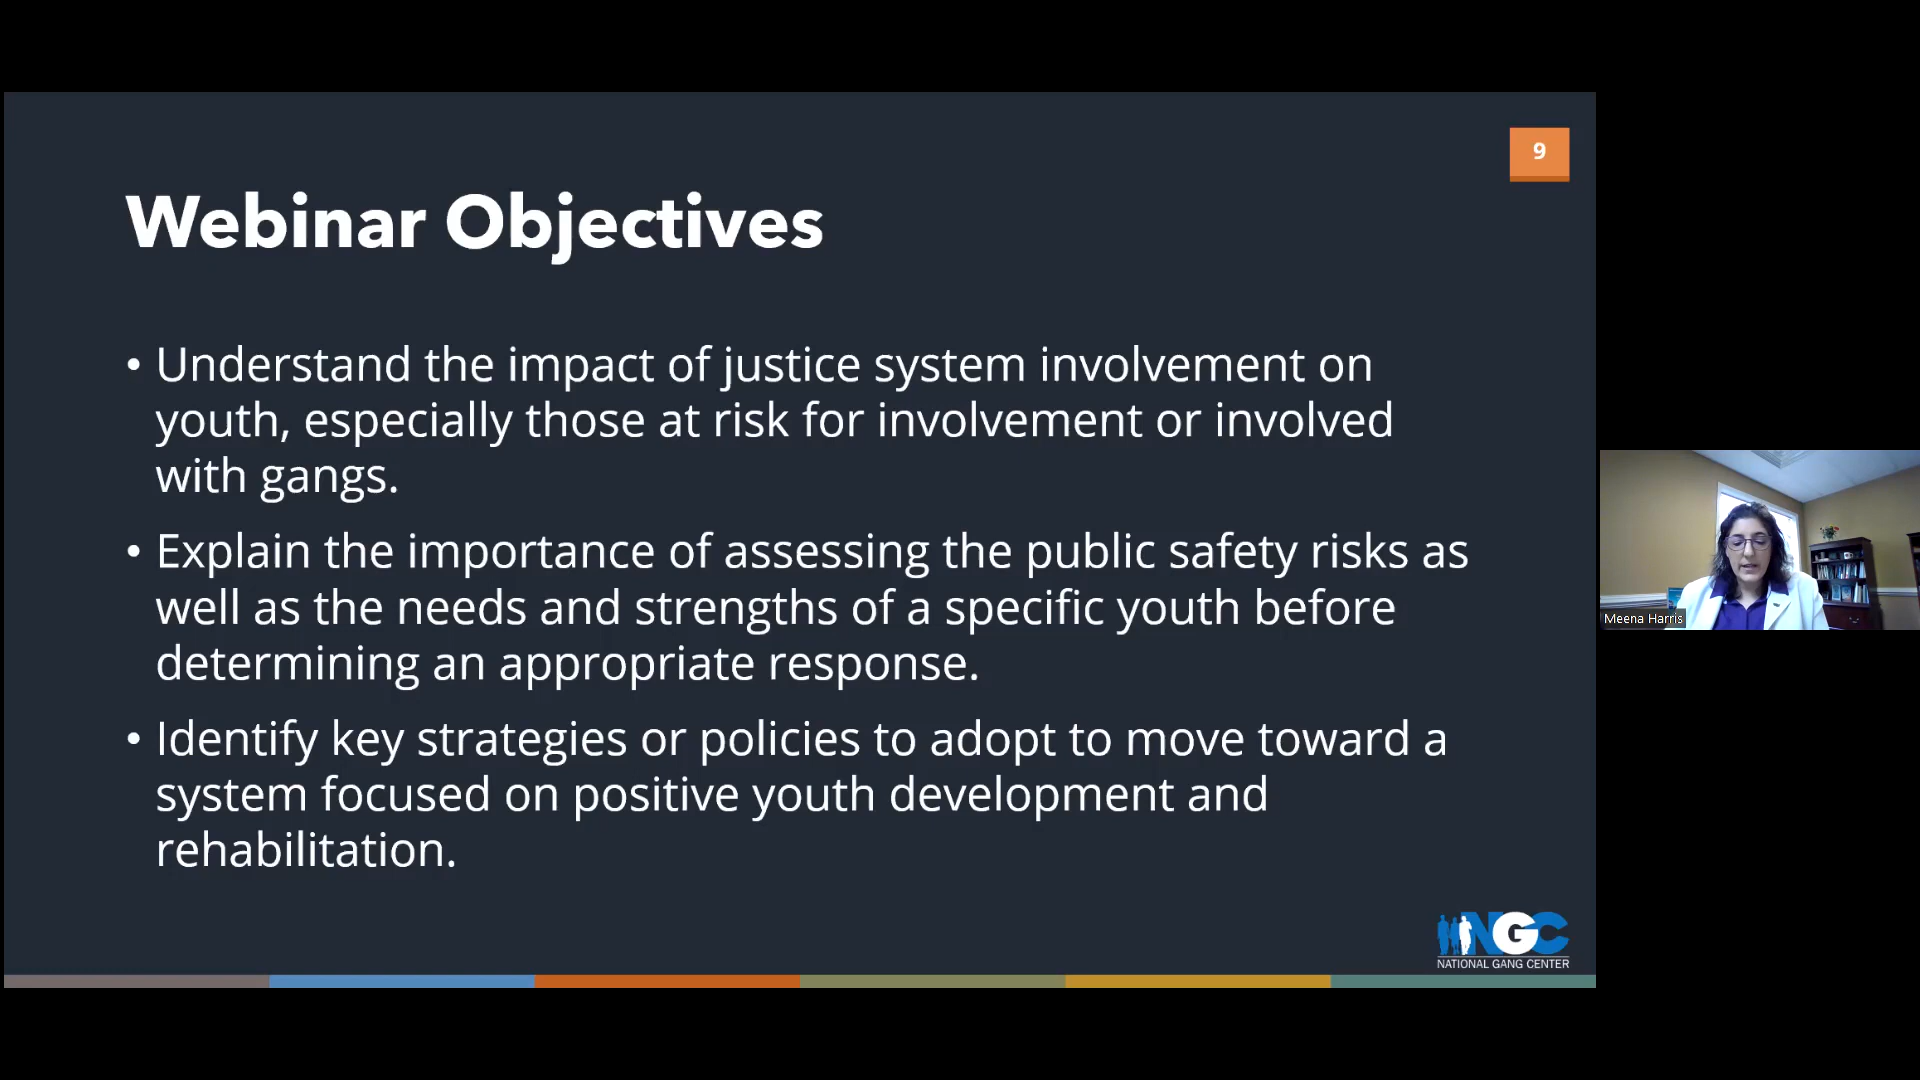 9
Webinar Objectives
• Understand the impact of justice system involvement on
youth, especially those at risk for involvement or involved
with gangs.
• Explain the importance of assessing the public safety risks as
well as the needs and strengths of a specific youth before
determining an appropriate response.
• Identify key strategies or policies to adopt to move toward a
system focused on positive youth development and
rehabilitation.
NGC
NATIONAL GANG CENTER
Meena Harris